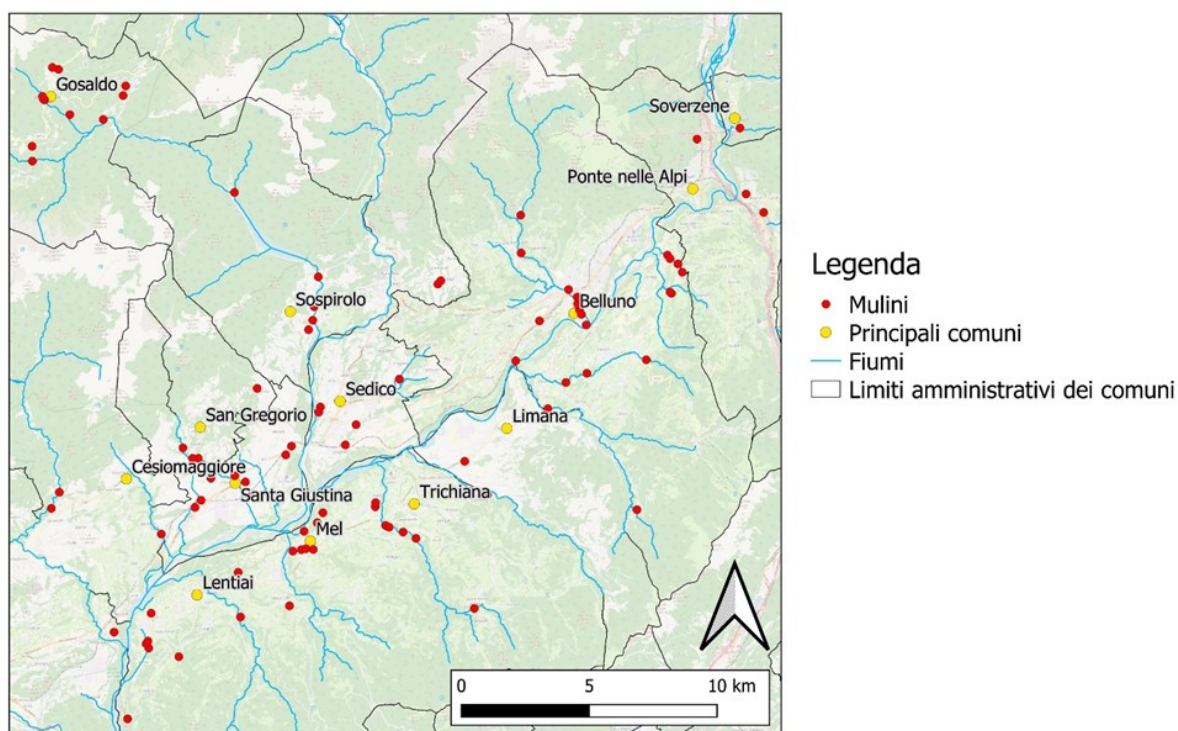 Gosaldo
Soverzene
Ponte nelle Alpi
Sospirolo
Belluno
Sedico
San Gregorio
Limana
Cesiomaggiore
Santa Giustina
Trichiana
Mel
Lentiai
0 5 10 km
Legenda
Mulini
Principali comuni
Fiumi
Limiti amministrativi dei comuni